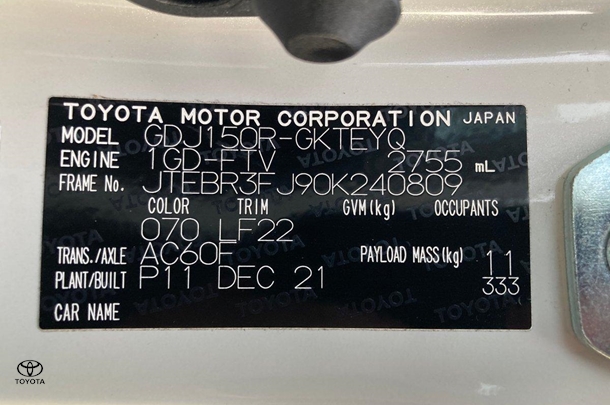 TOYOTA MOTOR CORPORATION JAPAN
MODEL GDJ150R-GKTEYQ
ENGINE 1GD-FTV 2755 mL
FRAME No. JTEBR3FJ90K240809
COLOR TRIM GVM(kg) OCCUPANTS
070 LF22
TRANS./AXLE AC60F PAYLOAD MASS(kg) 11
PLANT/BUILT P11 DEC 21 333
CAR NAME
TOYOTA